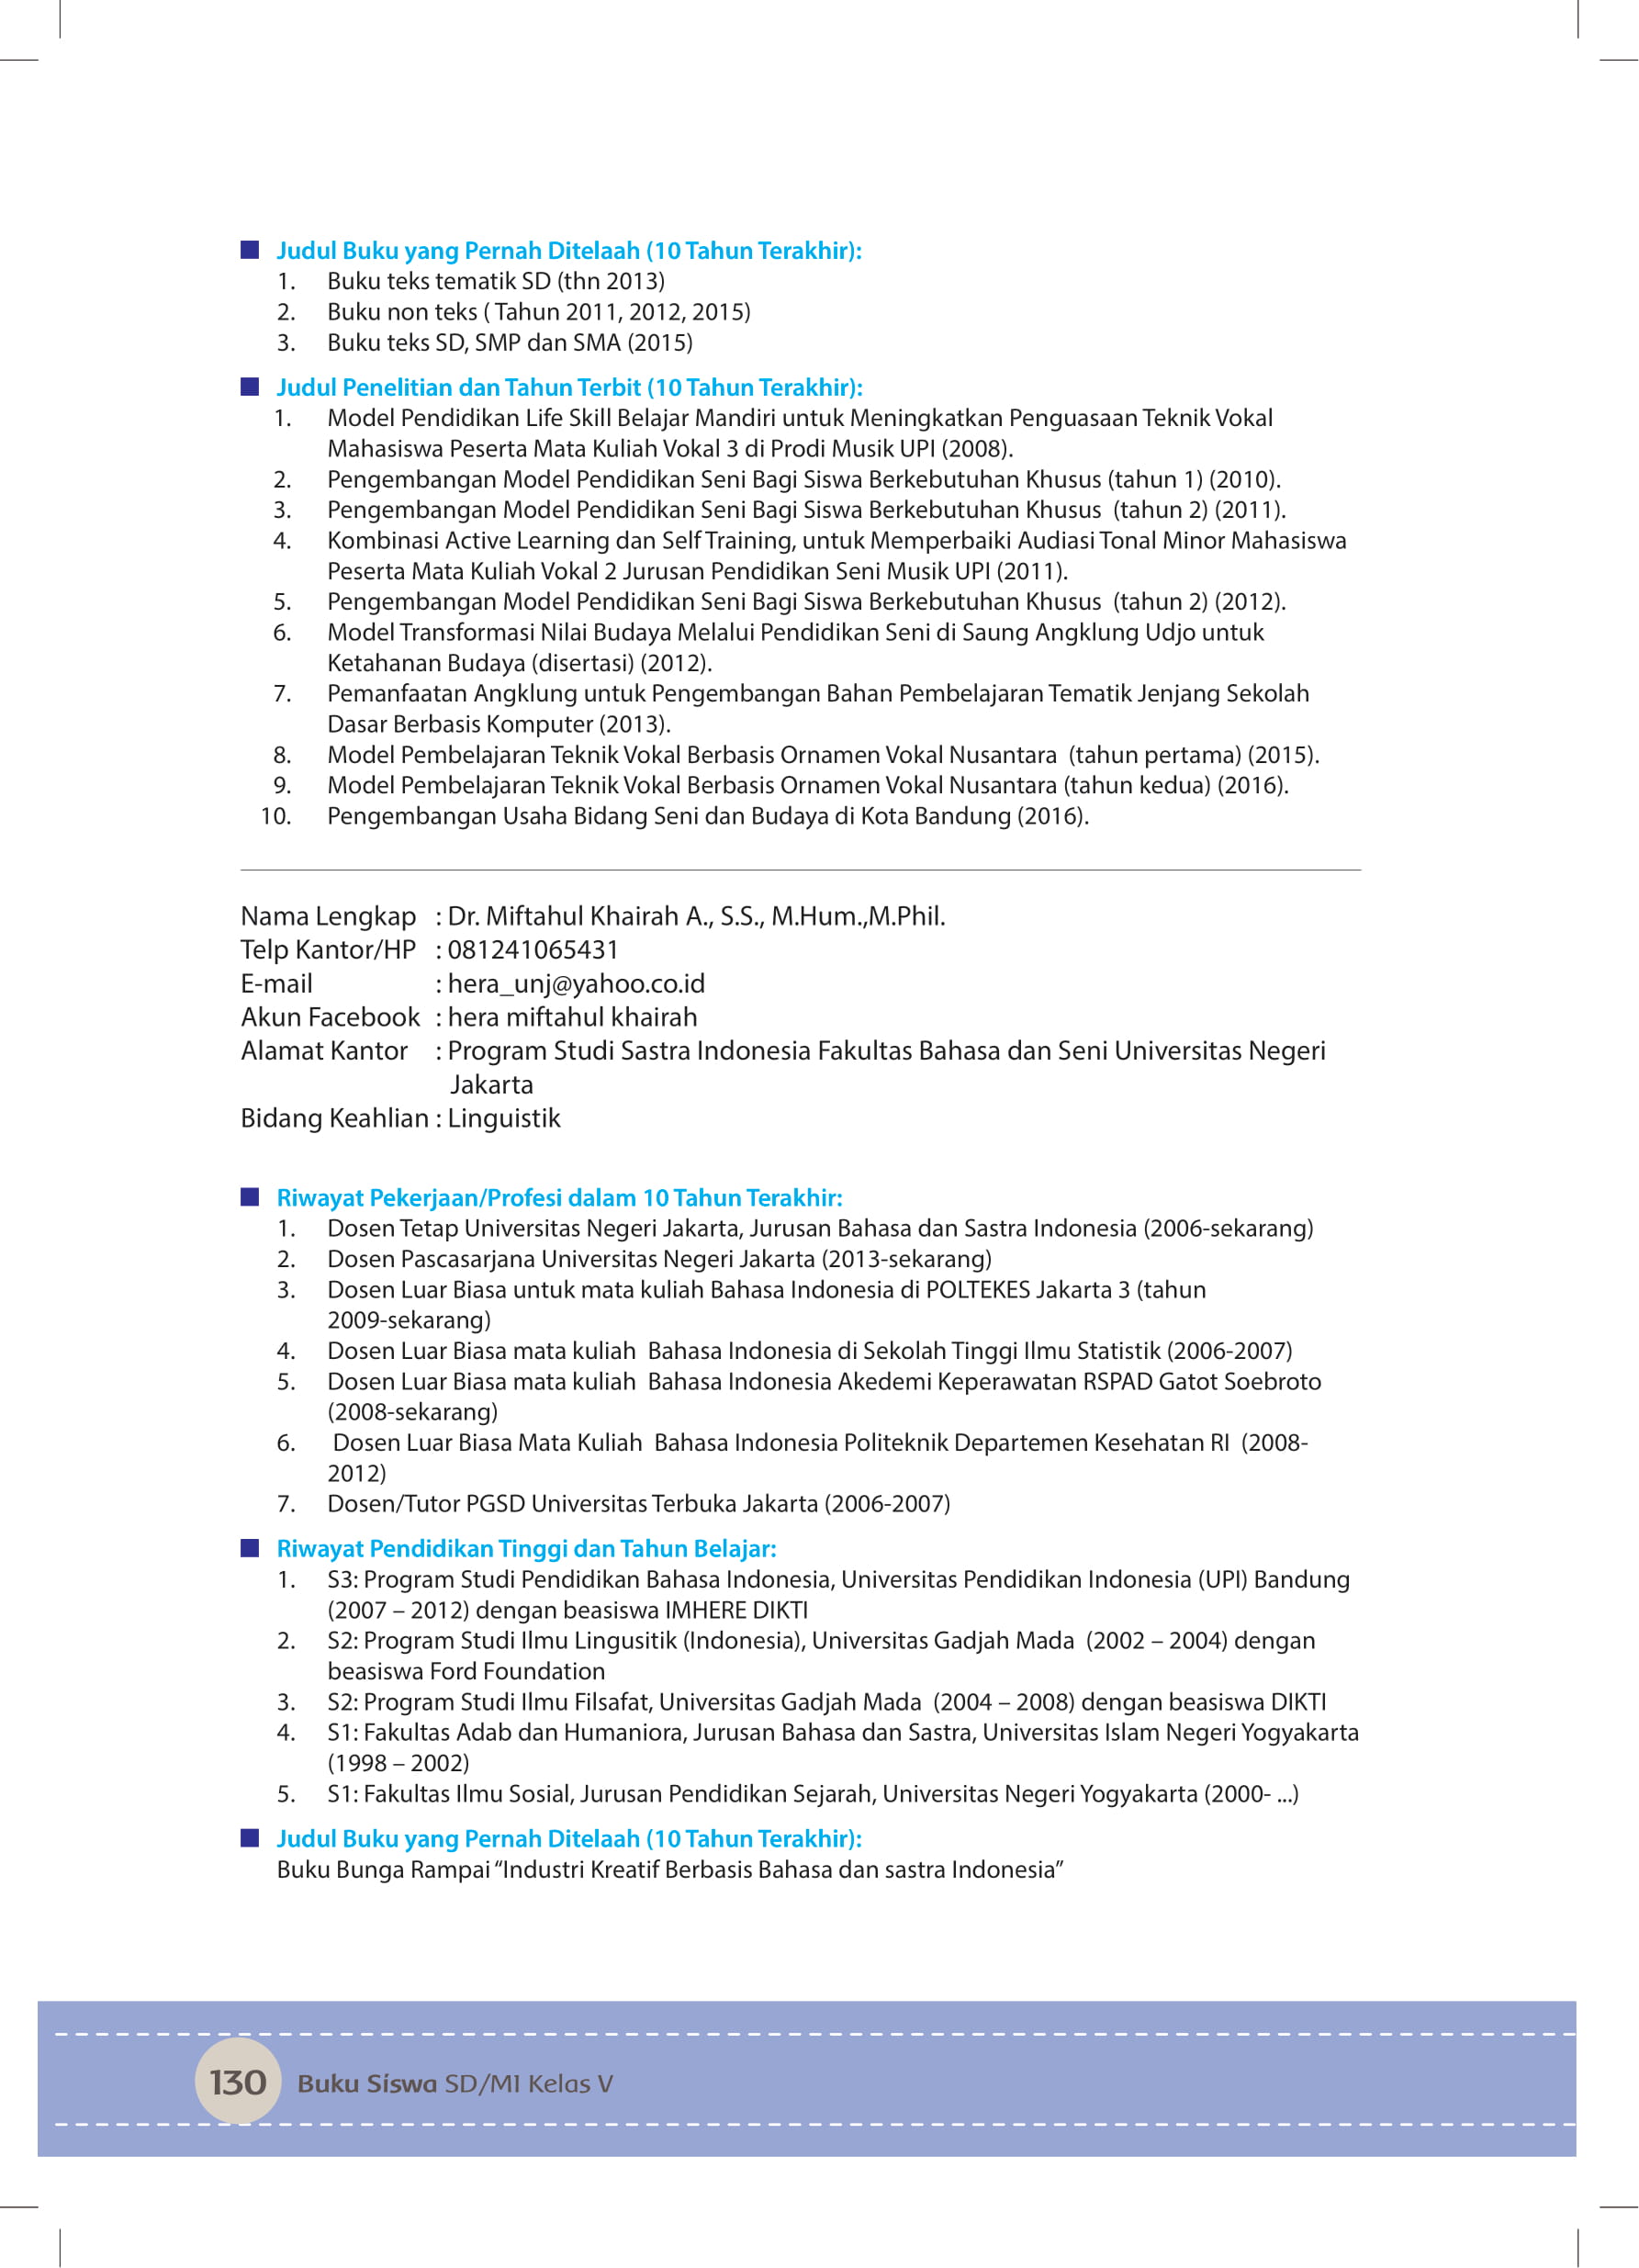 Judul Buku yang Pernah Ditelaah (10 Tahun Terakhir):
1. Buku teks tematik SD (thn 2013)
2. Buku non teks ( Tahun 2011, 2012, 2015)
3. Buku teks SD, SMP dan SMA (2015)
Judul Penelitian dan Tahun Terbit (10 Tahun Terakhir):
1. Model Pendidikan Life Skill Belajar Mandiri untuk Meningkatkan Penguasaan Teknik Vokal
Mahasiswa Peserta Mata Kuliah Vokal 3 di Prodi Musik UPI (2008).
2. Pengembangan Model Pendidikan Seni Bagi Siswa Berkebutuhan Khusus (tahun 1) (2010).
3. Pengembangan Model Pendidikan Seni Bagi Siswa Berkebutuhan Khusus (tahun 2) (2011).
4. Kombinasi Active Learning dan Self Training, untuk Memperbaiki Audiasi Tonal Minor Mahasiswa
Peserta Mata Kuliah Vokal 2 Jurusan Pendidikan Seni Musik UPI (2011).
5. Pengembangan Model Pendidikan Seni Bagi Siswa Berkebutuhan Khusus (tahun 2) (2012).
6. Model Transformasi Nilai Budaya Melalui Pendidikan Seni di Saung Angklung Udjo untuk
Ketahanan Budaya (disertasi) (2012).
7. Pemanfaatan Angklung untuk Pengembangan Bahan Pembelajaran Tematik Jenjang Sekolah
Dasar Berbasis Komputer (2013).
8. Model Pembelajaran Teknik Vokal Berbasis Ornamen Vokal Nusantara (tahun pertama) (2015).
9. Model Pembelajaran Teknik Vokal Berbasis Ornamen Vokal Nusantara (tahun kedua) (2016).
10. Pengembangan Usaha Bidang Seni dan Budaya di Kota Bandung (2016).
Nama Lengkap : Dr. Miftahul Khairah A., S.S., M.Hum.,M.Phil.
Telp Kantor/HP : 081241065431
E-mail : hera_unj@yahoo.co.id
Akun Facebook : hera miftahul khairah
Alamat Kantor : Program Studi Sastra Indonesia Fakultas Bahasa dan Seni Universitas Negeri
Jakarta
Bidang Keahlian : Linguistik
Riwayat Pekerjaan/Profesi dalam 10 Tahun Terakhir:
1. Dosen Tetap Universitas Negeri Jakarta, Jurusan Bahasa dan Sastra Indonesia (2006-sekarang)
2. Dosen Pascasarjana Universitas Negeri Jakarta (2013-sekarang)
3. Dosen Luar Biasa untuk mata kuliah Bahasa Indonesia di POLTEKES Jakarta 3 (tahun
2009-sekarang)
4. Dosen Luar Biasa mata kuliah Bahasa Indonesia di Sekolah Tinggi Ilmu Statistik (2006-2007)
5. Dosen Luar Biasa mata kuliah Bahasa Indonesia Akedemi Keperawatan RSPAD Gatot Soebroto
(2008-sekarang)
6. Dosen Luar Biasa Mata Kuliah Bahasa Indonesia Politeknik Departemen Kesehatan RI (2008-
2012)
7. Dosen/Tutor PGSD Universitas Terbuka Jakarta (2006-2007)
Riwayat Pendidikan Tinggi dan Tahun Belajar:
1. S3: Program Studi Pendidikan Bahasa Indonesia, Universitas Pendidikan Indonesia (UPI) Bandung
(2007 – 2012) dengan beasiswa IMHERE DIKTI
2. S2: Program Studi Ilmu Lingusitik (Indonesia), Universitas Gadjah Mada (2002 – 2004) dengan
beasiswa Ford Foundation
3. S2: Program Studi Ilmu Filsafat, Universitas Gadjah Mada (2004 – 2008) dengan beasiswa DIKTI
4. S1: Fakultas Adab dan Humaniora, Jurusan Bahasa dan Sastra, Universitas Islam Negeri Yogyakarta
(1998 – 2002)
5. S1: Fakultas Ilmu Sosial, Jurusan Pendidikan Sejarah, Universitas Negeri Yogyakarta (2000- ...)
Judul Buku yang Pernah Ditelaah (10 Tahun Terakhir):
Buku Bunga Rampai “Industri Kreatif Berbasis Bahasa dan sastra Indonesia”
130 Buku Siswa SD/MI Kelas V